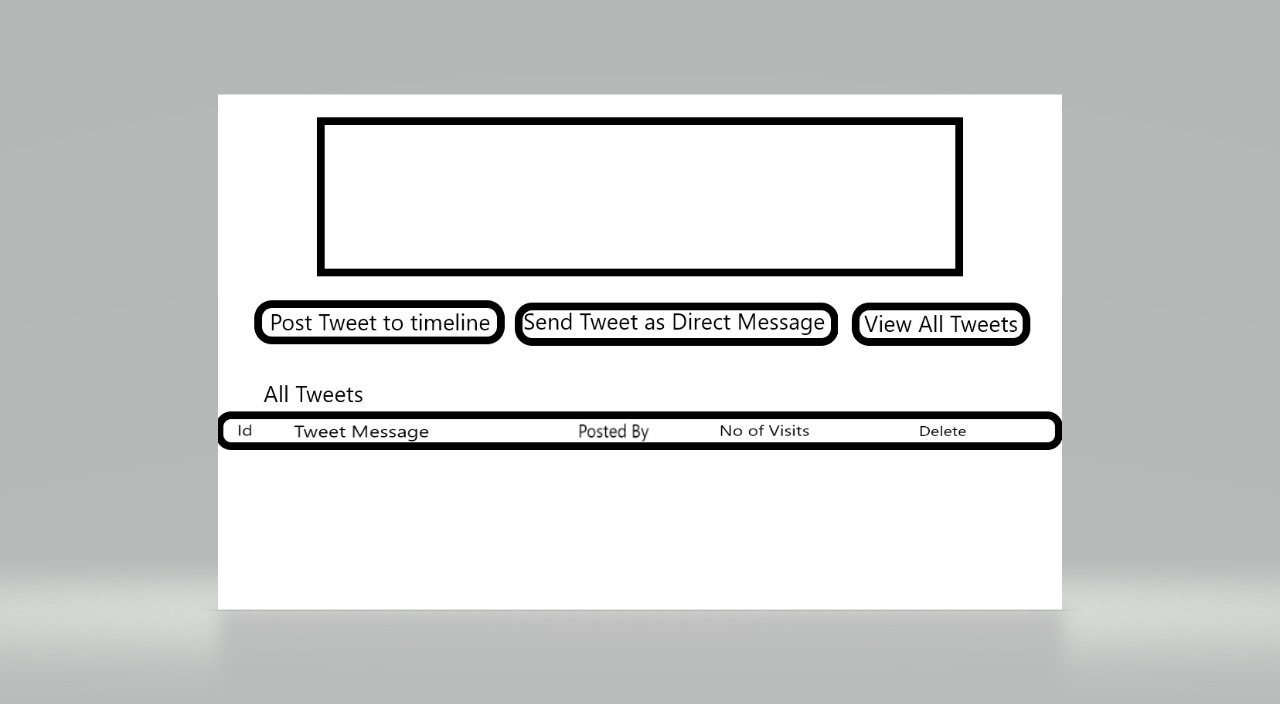 Post Tweet to timeline Send Tweet as Direct Message View All Tweets
All Tweets
Id Tweet Message Posted By No of Visits Delete